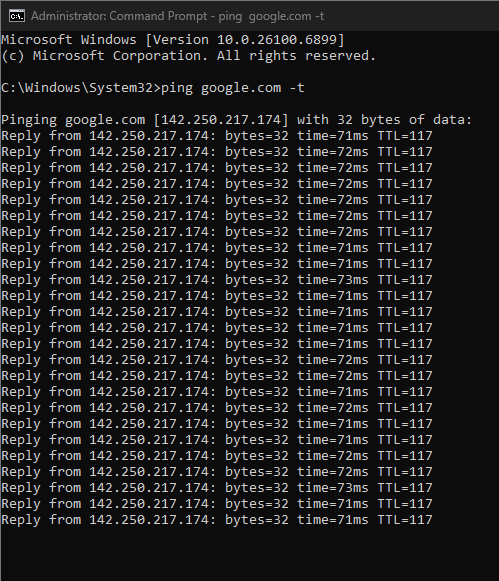 Administrator: Command Prompt - ping  google.com -t
Microsoft Windows [Version 10.0.26100.6899]
(c) Microsoft Corporation. All rights reserved.
C:\Windows\System32>ping google.com -t
Pinging google.com [142.250.217.174] with 32 bytes of data:
Reply from 142.250.217.174: bytes=32 time=71ms TTL=117
Reply from 142.250.217.174: bytes=32 time=72ms TTL=117
Reply from 142.250.217.174: bytes=32 time=72ms TTL=117
Reply from 142.250.217.174: bytes=32 time=72ms TTL=117
Reply from 142.250.217.174: bytes=32 time=72ms TTL=117
Reply from 142.250.217.174: bytes=32 time=72ms TTL=117
Reply from 142.250.217.174: bytes=32 time=72ms TTL=117
Reply from 142.250.217.174: bytes=32 time=71ms TTL=117
Reply from 142.250.217.174: bytes=32 time=71ms TTL=117
Reply from 142.250.217.174: bytes=32 time=73ms TTL=117
Reply from 142.250.217.174: bytes=32 time=71ms TTL=117
Reply from 142.250.217.174: bytes=32 time=71ms TTL=117
Reply from 142.250.217.174: bytes=32 time=71ms TTL=117
Reply from 142.250.217.174: bytes=32 time=71ms TTL=117
Reply from 142.250.217.174: bytes=32 time=72ms TTL=117
Reply from 142.250.217.174: bytes=32 time=71ms TTL=117
Reply from 142.250.217.174: bytes=32 time=72ms TTL=117
Reply from 142.250.217.174: bytes=32 time=71ms TTL=117
Reply from 142.250.217.174: bytes=32 time=71ms TTL=117
Reply from 142.250.217.174: bytes=32 time=72ms TTL=117
Reply from 142.250.217.174: bytes=32 time=72ms TTL=117
Reply from 142.250.217.174: bytes=32 time=73ms TTL=117
Reply from 142.250.217.174: bytes=32 time=71ms TTL=117
Reply from 142.250.217.174: bytes=32 time=71ms TTL=117